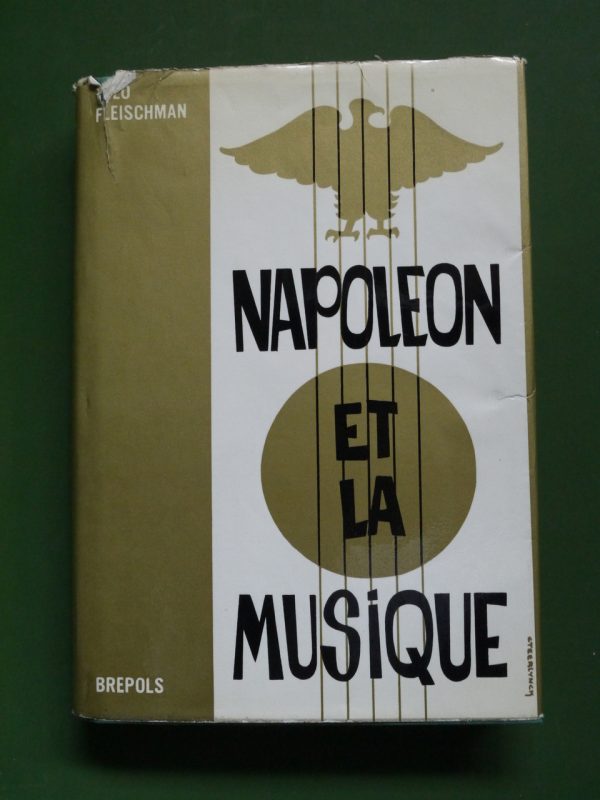 FLEISCHMAN
NAPOLEON
ET
LA
MUSiQUE
BREPOLS